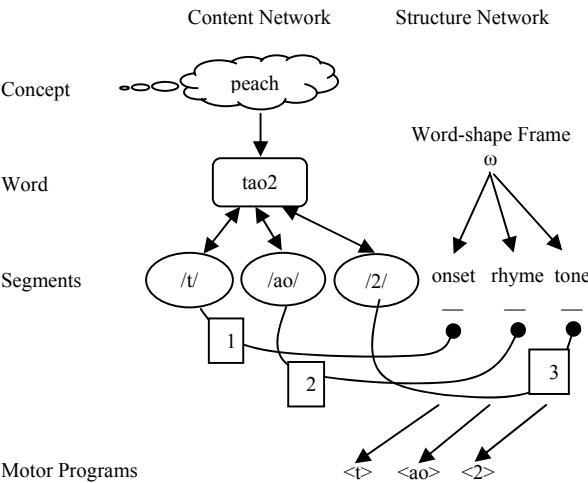 Content Network Structure Network
Concept peach
Word-shape Frame
ω
Word tao2
Segments /t/ /ao/ /2/ onset rhyme tone
1
2 3
Motor Programs <t> <ao> <2>